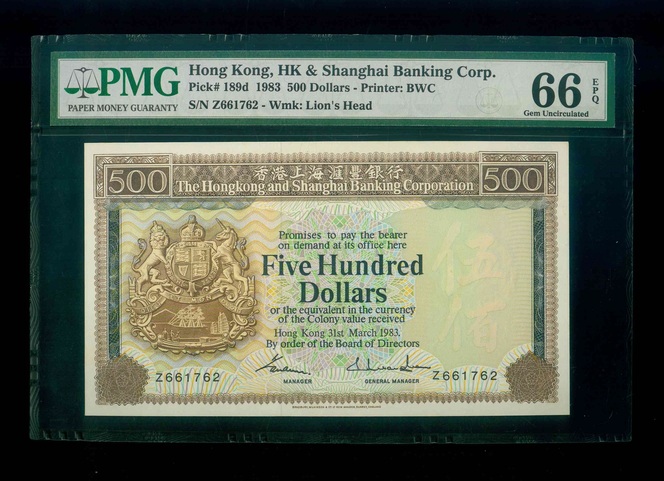 PMG
PAPER MONEY GUARANTY
Hong Kong, HK & Shanghai Banking Corp.
Pick# 189d 1983 500 Dollars - Printer: BWC
S/N Z661762 - Wmk: Lion's Head
66 EPQ
Gem Uncirculated
500
香港上海滙豐銀行
500
The Hongkong and Shanghai Banking Corporation
Promises to pay the bearer
on demand at its office here
Five Hundred
Dollars
or the equivalent in the currency
of the Colony value received
Hong Kong 31st March 1983.
By order of the Board of Directors
伍佰
MANAGER
GENERAL MANAGER
Z661762
Z661762